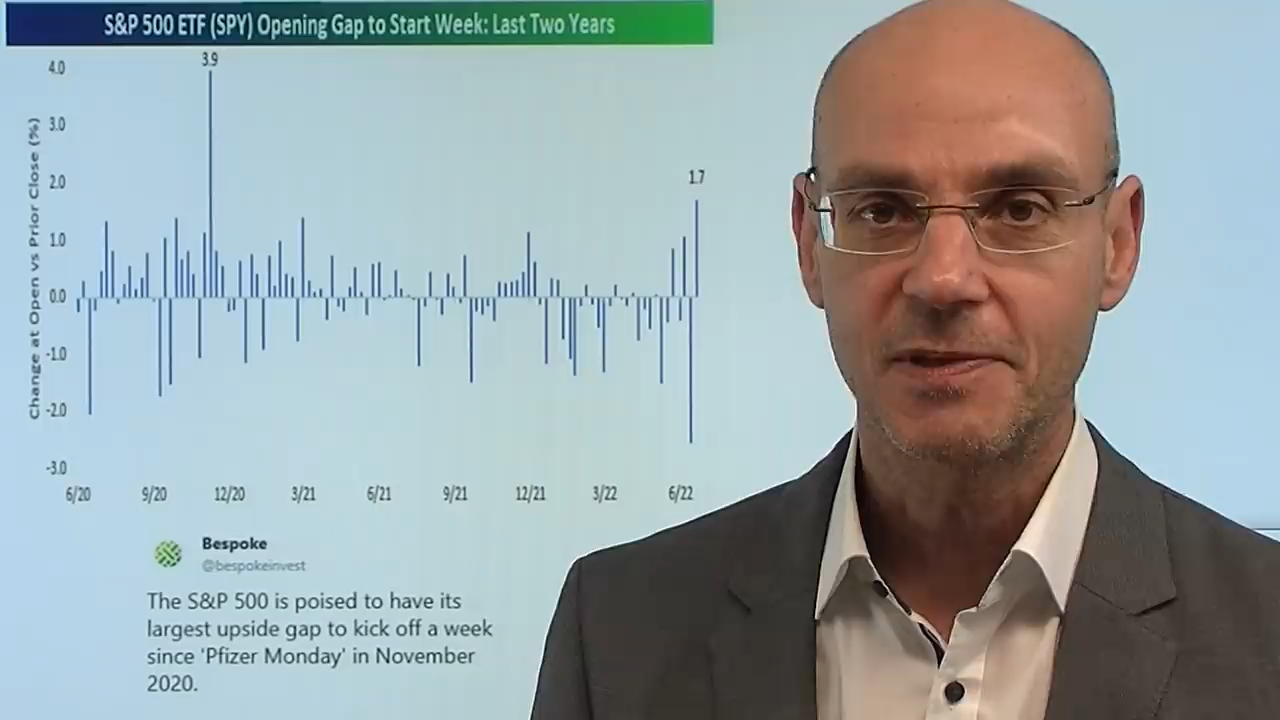 S&P 500 ETF (SPY) Opening Gap to Start Week: Last Two Years
3.9
1.7
Change at Open vs Prior Close (%)
4.0
3.0
2.0
1.0
0.0
-1.0
-2.0
-3.0
6/20 9/20 12/20 3/21 6/21 9/21 12/21 3/22 6/22
Bespoke
@bespokeinvest
The S&P 500 is poised to have its
largest upside gap to kick off a week
since 'Pfizer Monday' in November
2020.